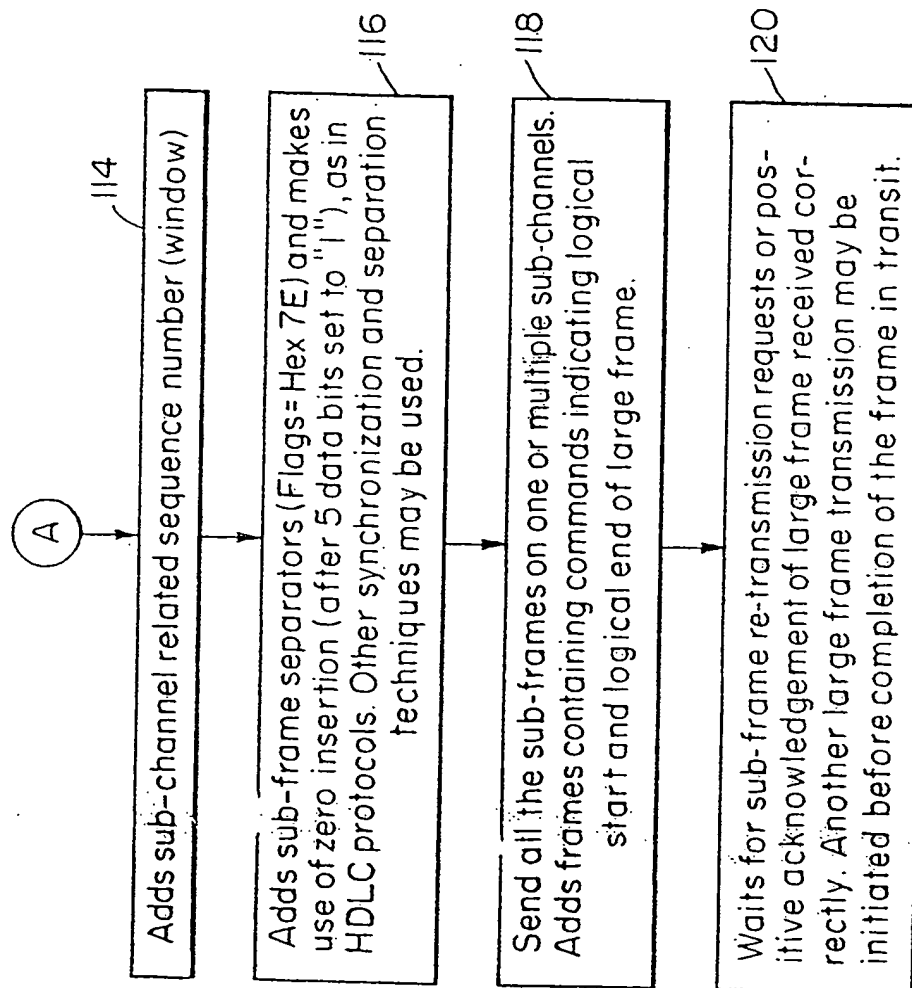 A
114
Adds sub-channel related sequence number (window)
116
Adds sub-frame separators (Flags=Hex 7E) and makes
use of zero insertion (after 5 data bits set to "1"), as in
HDLC protocols. Other synchronization and separation
techniques may be used.
118
Send all the sub-frames on one or multiple sub-channels.
Adds frames containing commands indicating logical
start and logical end of large frame.
120
Waits for sub-frame re-transmission requests or pos-
itive acknowledgement of large frame received cor-
rectly. Another large frame transmission may be
initiated before completion of the frame in transit.